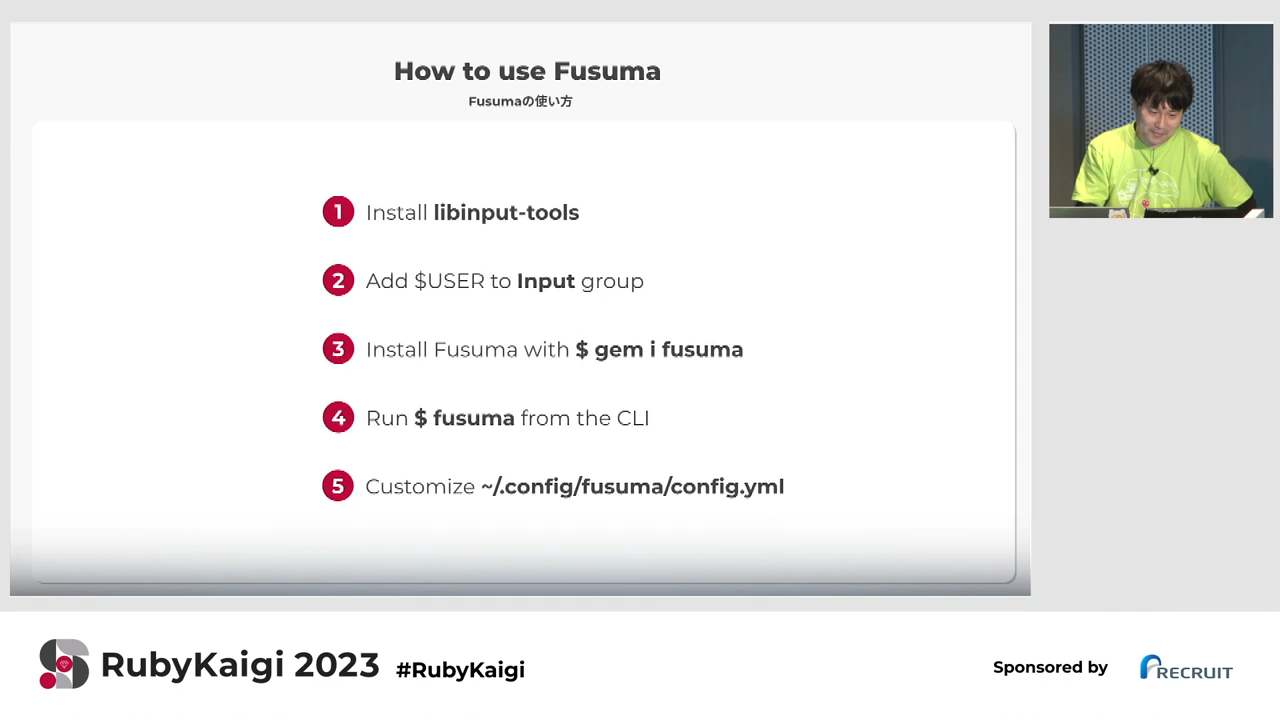 How to use Fusuma
Fusumaの使い方
1 Install libinput-tools
2 Add $USER to Input group
3 Install Fusuma with $ gem i fusuma
4 Run $ fusuma from the CLI
5 Customize ~/.config/fusuma/config.yml
RubyKaigi 2023 #RubyKaigi
Sponsored by RECRUIT